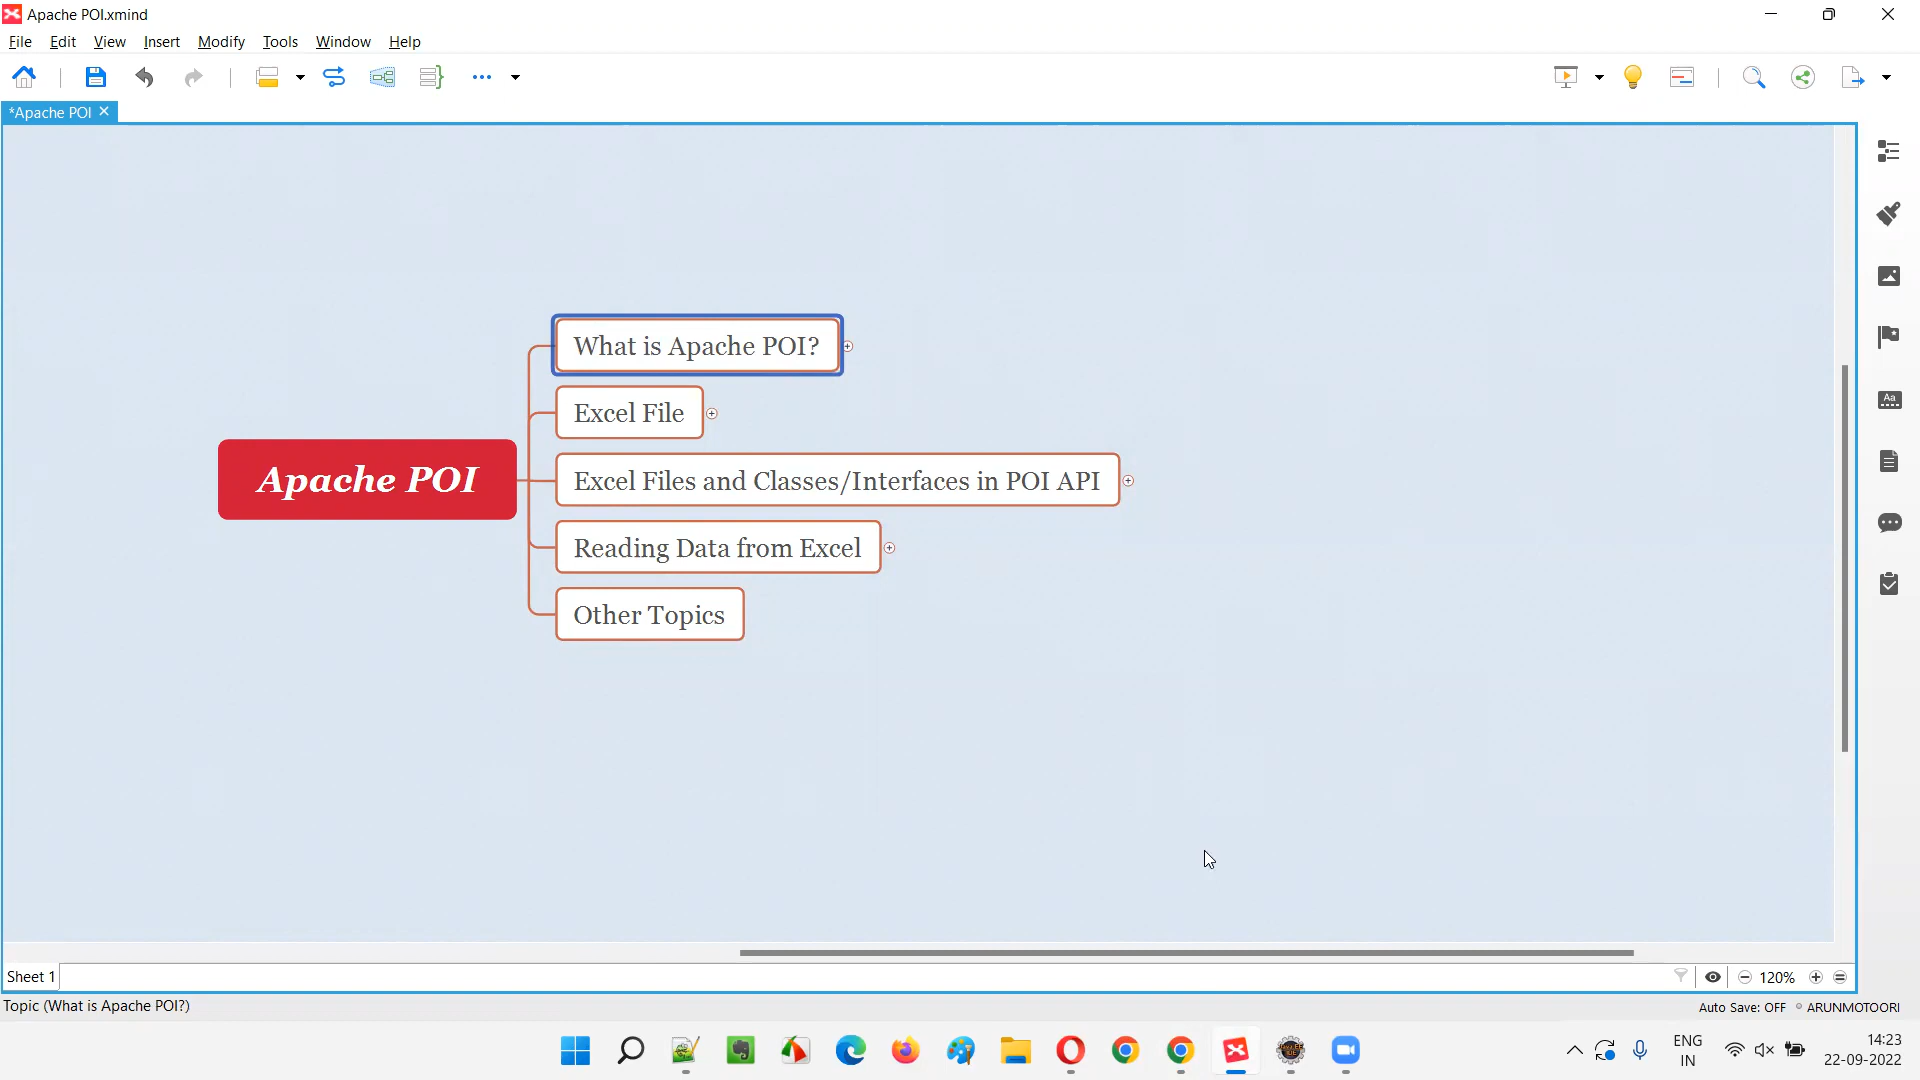 Apache POI.xmind
File Edit View Insert Modify Tools Window Help
*Apache POI
What is Apache POI?
Excel File
Apache POI
Excel Files and Classes/Interfaces in POI API
Reading Data from Excel
Other Topics
Aa
Sheet 1
120%
Topic (What is Apache POI?)
Auto Save: OFF ARUNMOTOORI
ENG
IN
14:23
22-09-2022